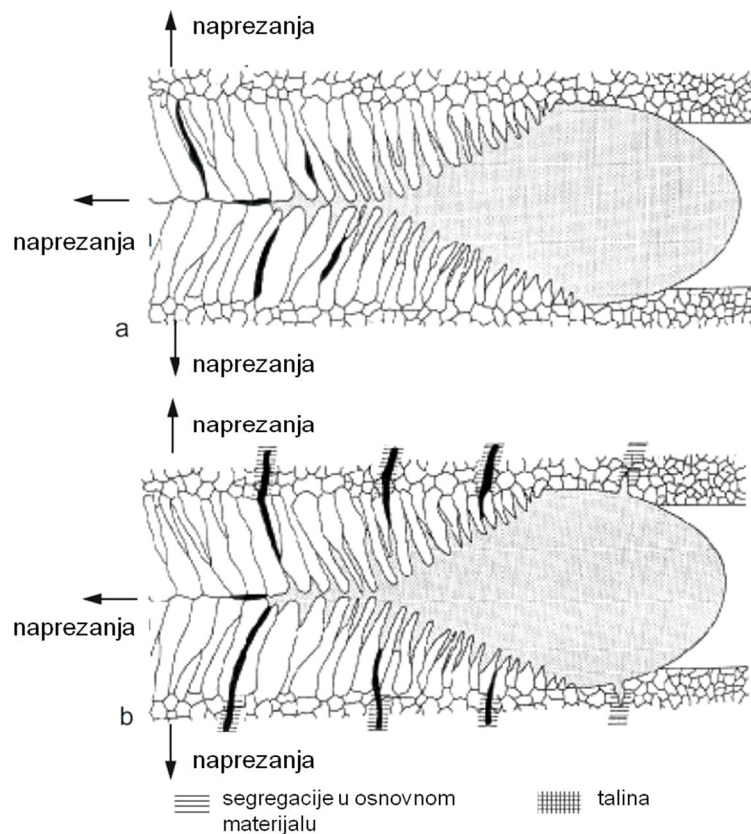 naprezanja
naprezanja
a
naprezanja
naprezanja
naprezanja
b
naprezanja
segregacije u osnovnom
materijalu
talina